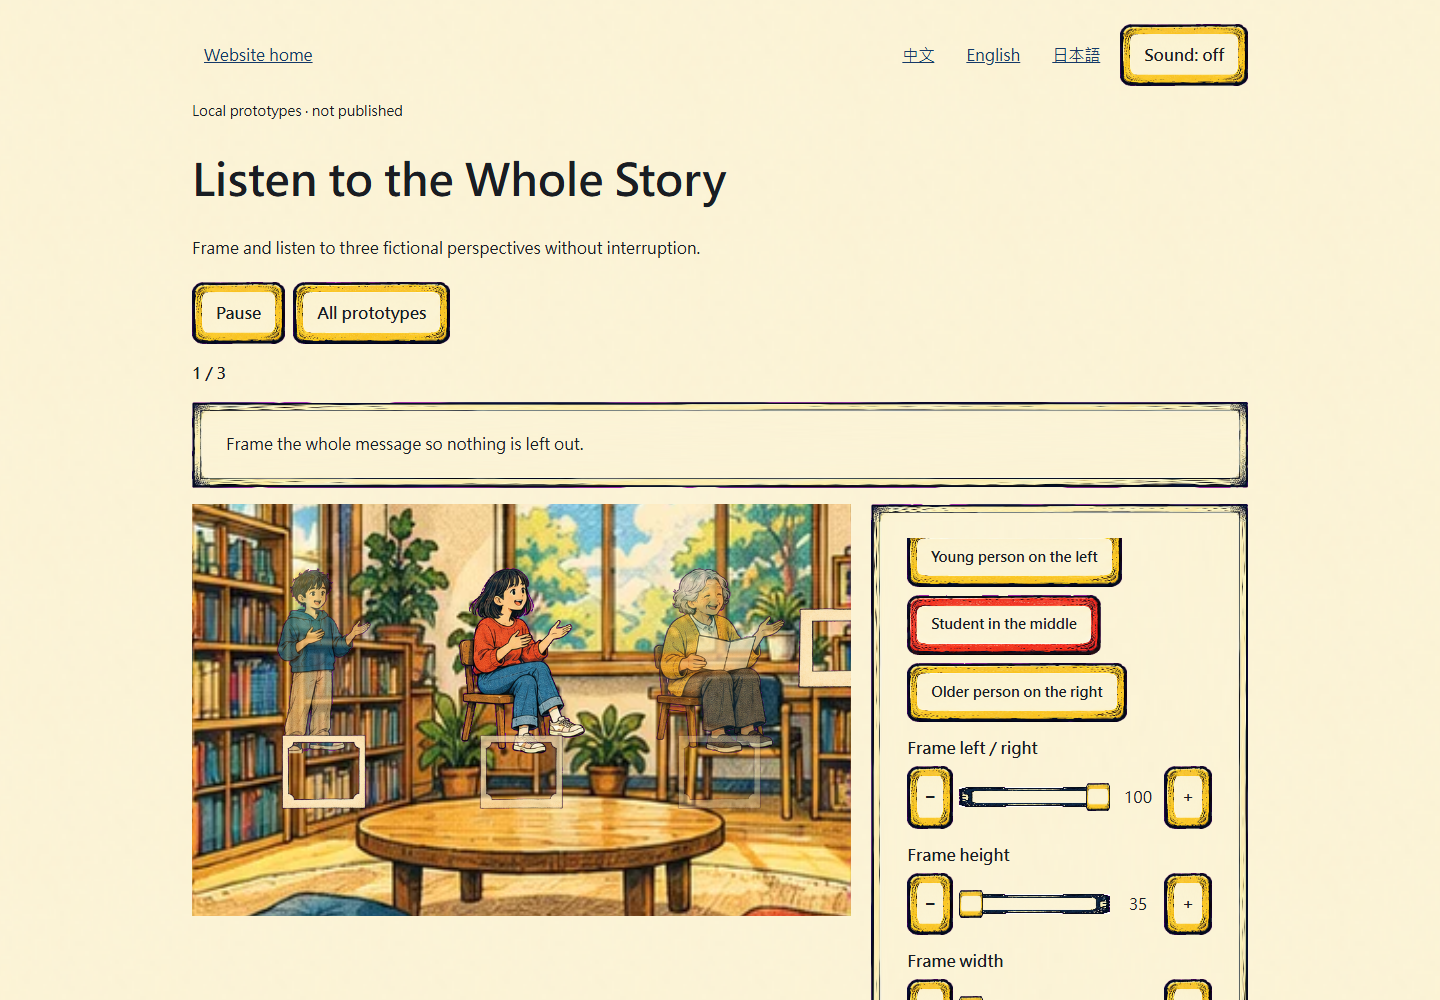 Website home
中文
English
日本語
Sound: off
Local prototypes · not published
Listen to the Whole Story
Frame and listen to three fictional perspectives without interruption.
Pause
All prototypes
1 / 3
Frame the whole message so nothing is left out.
Young person on the left
Student in the middle
Older person on the right
Frame left / right
− 100 +
Frame height
− 35 +
Frame width